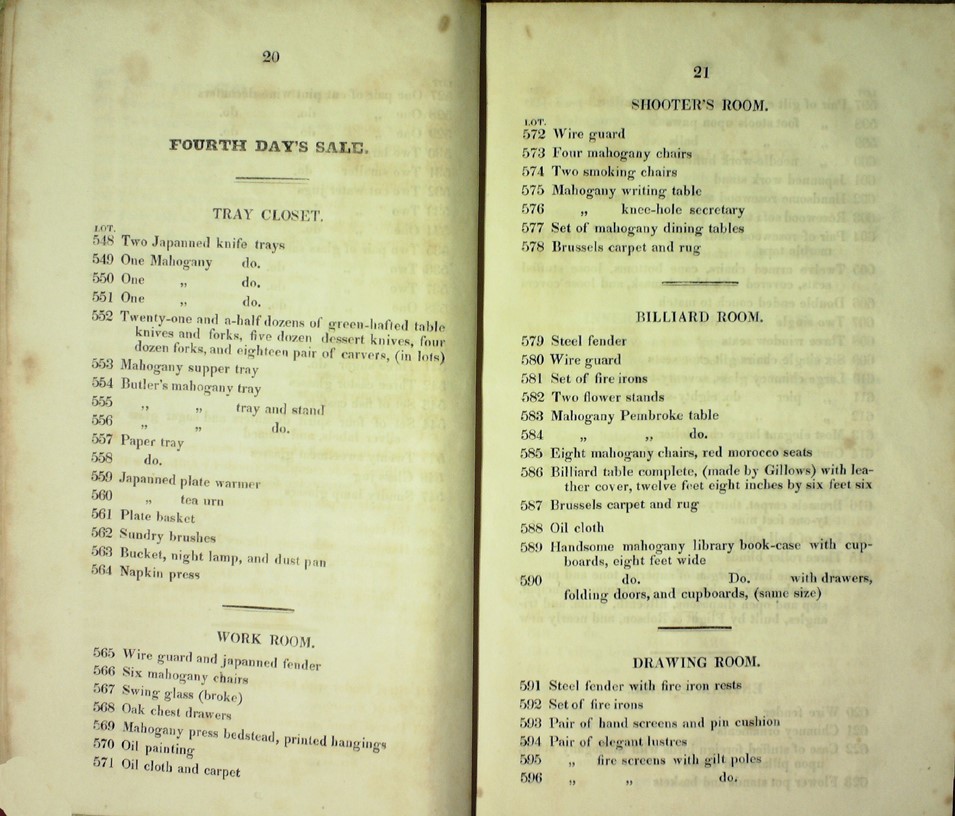 20
FOURTH DAY'S SALE.
TRAY CLOSET.
LOT.
548 Two Japanned knife trays
549 One Mahogany do.
550 One „ do.
551 One „ do.
552 Twenty-one and a-half dozens of green-hafted table
knives and forks, five dozen dessert knives, four
dozen forks, and eighteen pair of carvers, (in lots)
553 Mahogany supper tray
554 Butler's mahogany tray
555 „ „ tray and stand
556 „ „ do.
557 Paper tray
558 do.
559 Japanned plate warmer
560 „ tea urn
561 Plate basket
562 Sundry brushes
563 Bucket, night lamp, and dust pan
564 Napkin press
WORK ROOM.
565 Wire guard and japanned fender
566 Six mahogany chairs
567 Swing glass (broke)
568 Oak chest drawers
569 Mahogany press bedstead, printed hangings
570 Oil painting
571 Oil cloth and carpet
21
SHOOTER'S ROOM.
LOT.
572 Wire guard
573 Four mahogany chairs
574 Two smoking chairs
575 Mahogany writing table
576 „ knee-hole secretary
577 Set of mahogany dining tables
578 Brussels carpet and rug
BILLIARD ROOM.
579 Steel fender
580 Wire guard
581 Set of fire irons
582 Two flower stands
583 Mahogany Pembroke table
584 „ „ do.
585 Eight mahogany chairs, red morocco seats
586 Billiard table complete, (made by Gillows) with lea-
ther cover, twelve feet eight inches by six feet six
587 Brussels carpet and rug
588 Oil cloth
589 Handsome mahogany library book-case with cup-
boards, eight feet wide
590 do. Do. with drawers,
folding doors, and cupboards, (same size)
DRAWING ROOM.
591 Steel fender with fire iron rests
592 Set of fire irons
593 Pair of hand screens and pin cushion
594 Pair of elegant lustres
595 „ fire screens with gilt poles
596 „ „ do.